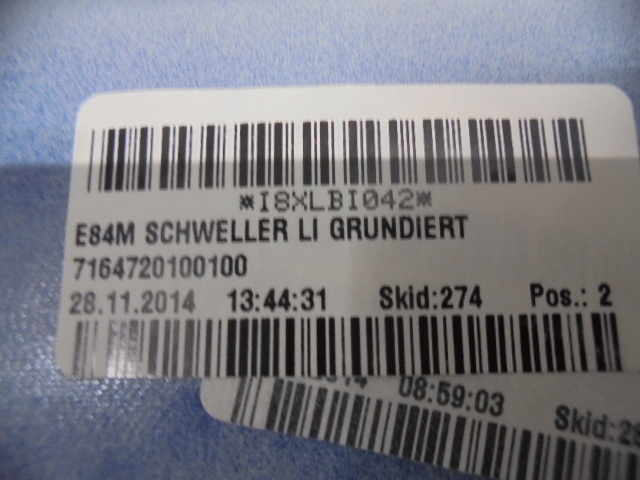 *I8XLBI042*
E84M SCHWELLER LI GRUNDIERT
7164720100100
28.11.2014 13:44:31 Skid:274 Pos.: 2
08:59:03